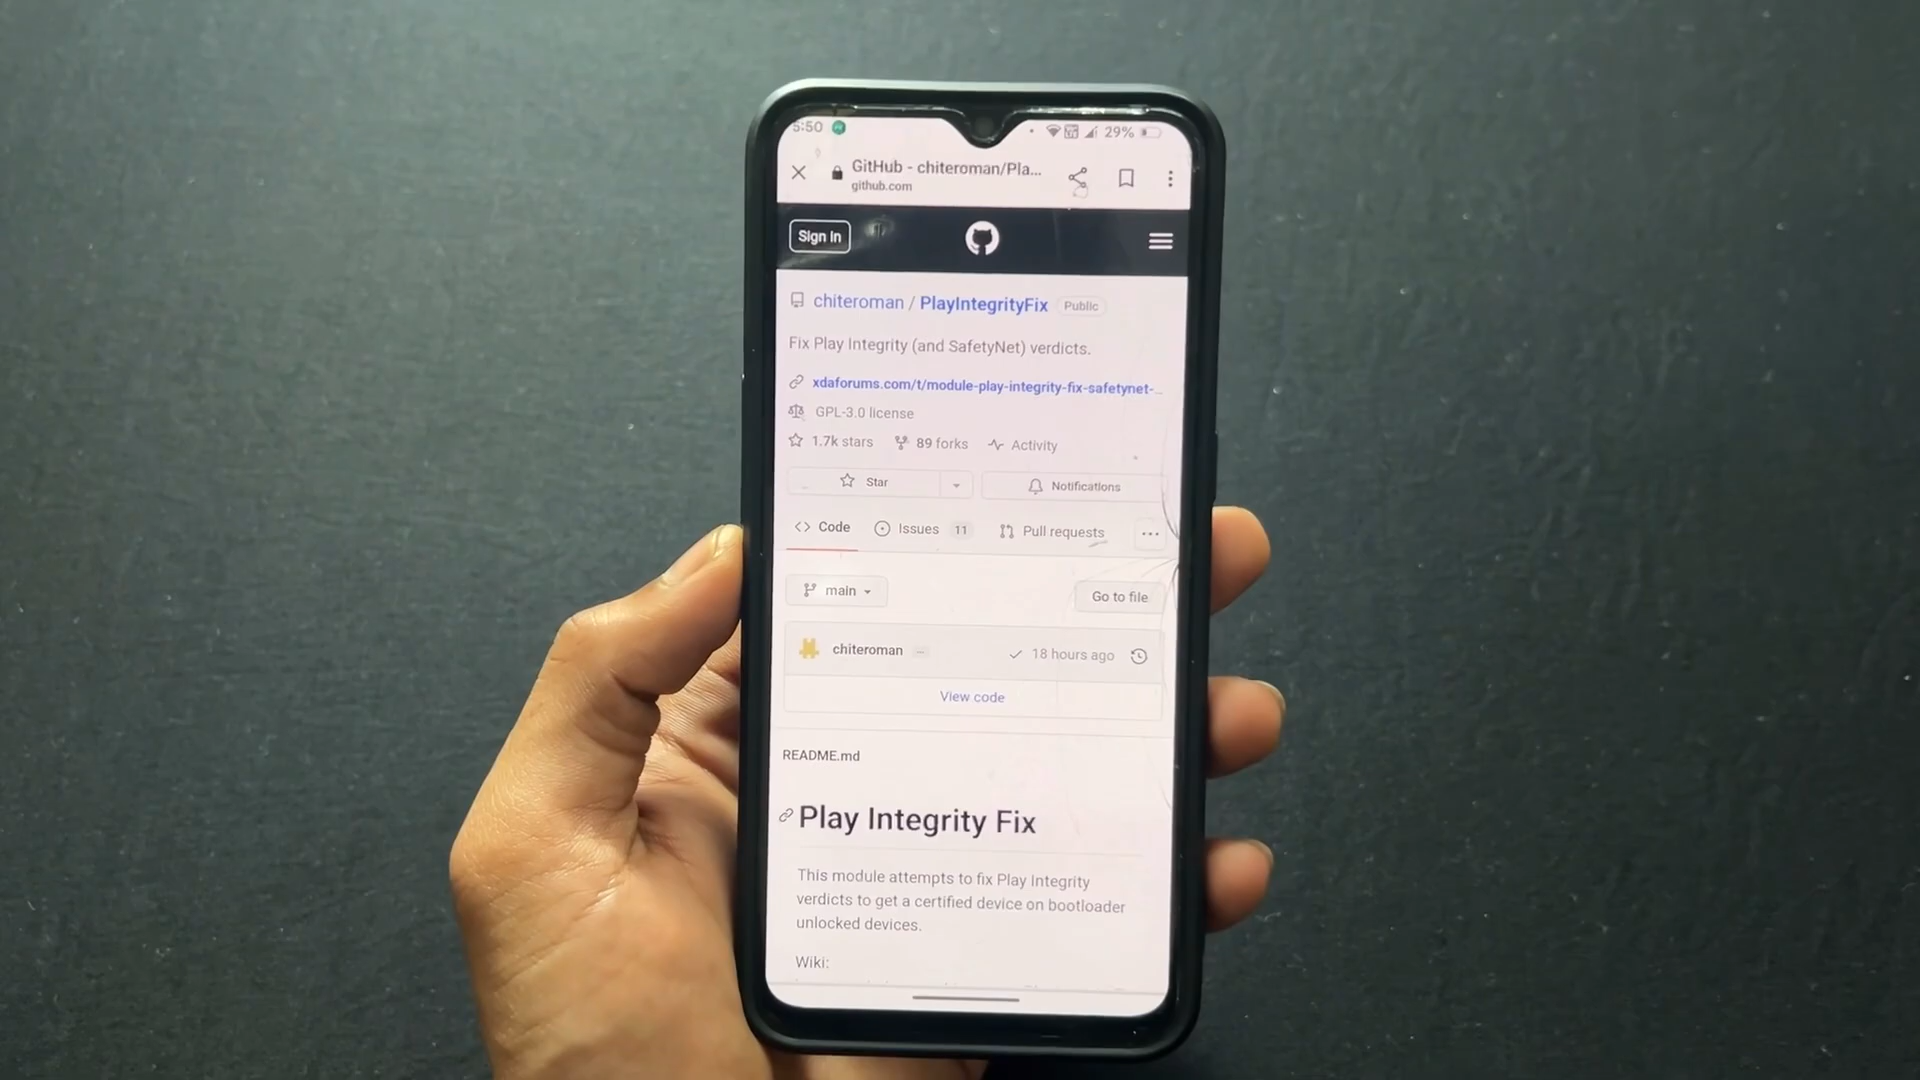 5:50
29%
GitHub - chiteroman/Pla...
github.com
Sign in
chiteroman / PlayIntegrityFix Public
Fix Play Integrity (and SafetyNet) verdicts.
xdaforums.com/t/module-play-integrity-fix-safetynet-...
GPL-3.0 license
1.7k stars 89 forks Activity
Star Notifications
Code Issues 11 Pull requests
main Go to file
chiteroman 18 hours ago
View code
README.md
Play Integrity Fix
This module attempts to fix Play Integrity
verdicts to get a certified device on bootloader
unlocked devices.
Wiki: